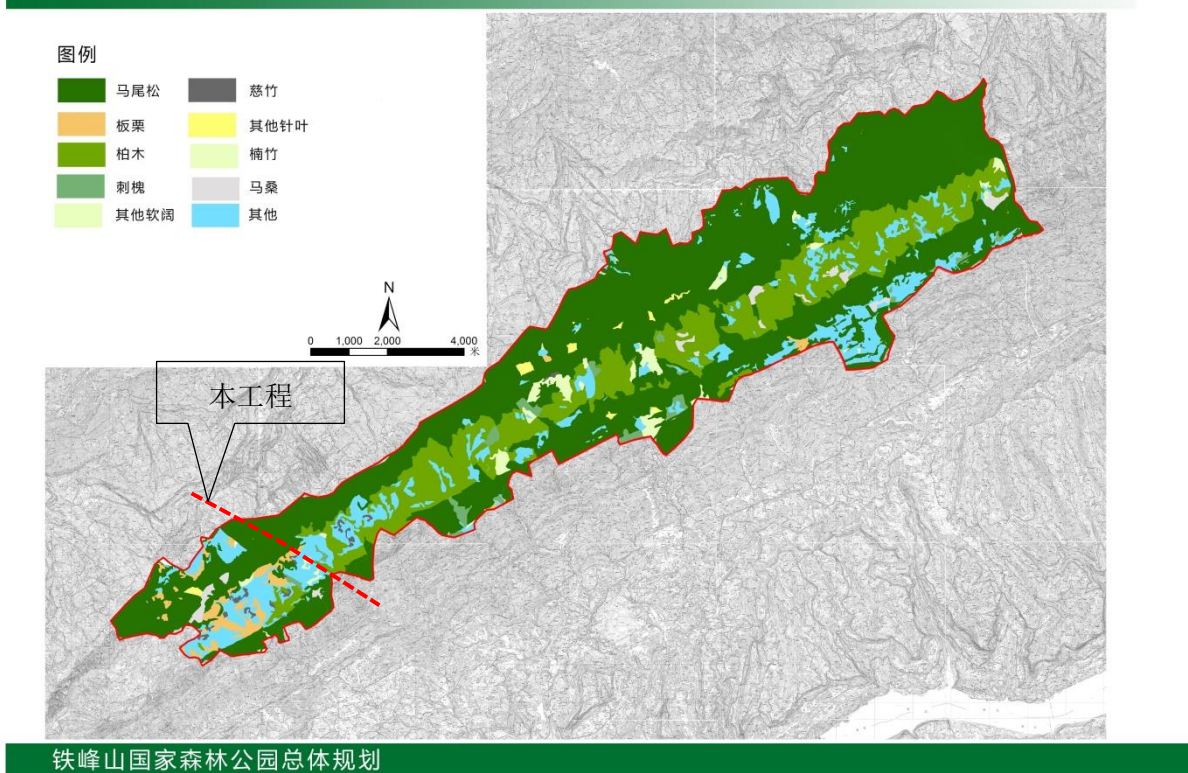 图例
马尾松 慈竹
板栗 其他针叶
柏木 楠竹
刺槐 马桑
其他软阔 其他
N
0 1,000 2,000 4,000
米
本工程
铁峰山国家森林公园总体规划